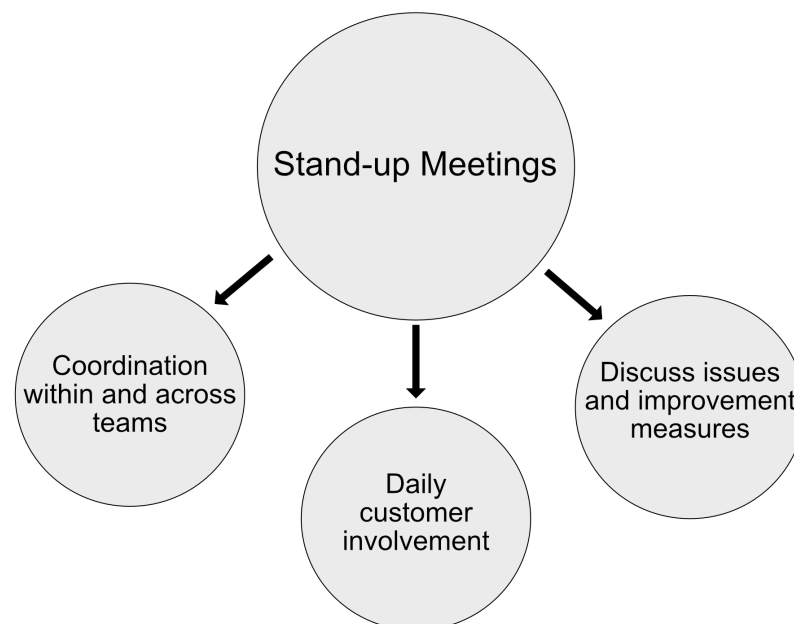 Stand-up Meetings
Coordination
within and across
teams
Daily
customer
involvement
Discuss issues
and improvement
measures